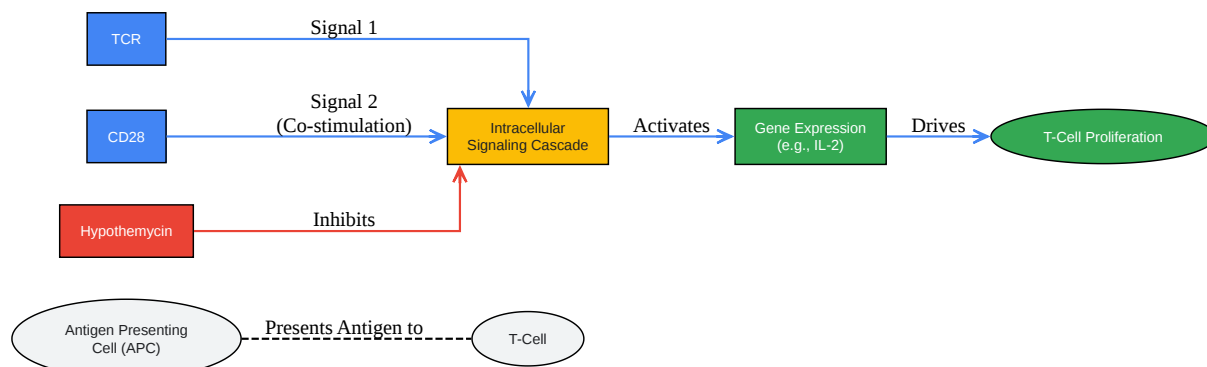 TCR
Signal 1
CD28
Signal 2
(Co-stimulation)
Intracellular
Signaling Cascade
Activates
Gene Expression
(e.g., IL-2)
Drives
T-Cell Proliferation
Hypothemycin
Inhibits
Antigen Presenting
Cell (APC)
Presents Antigen to
T-Cell